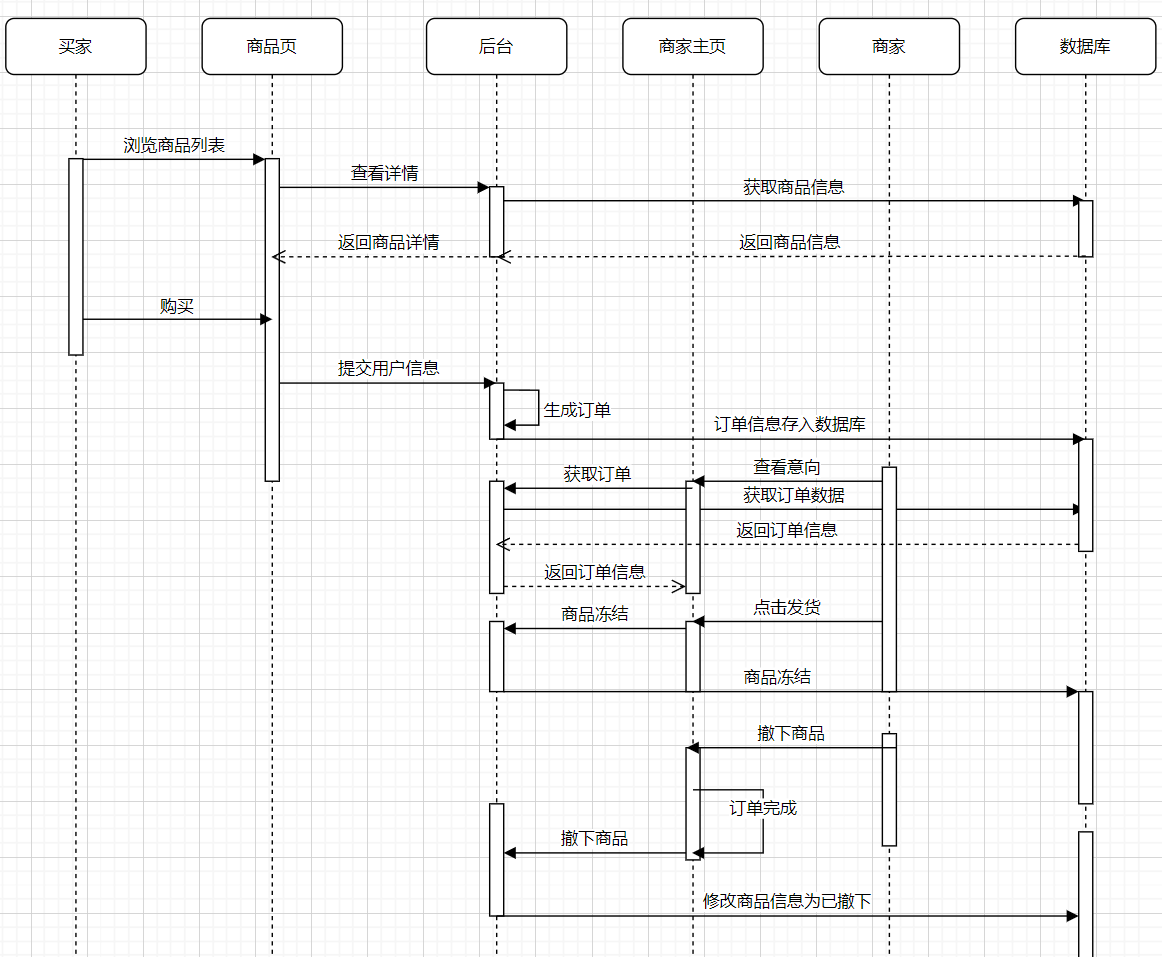 买家
商品页
后台
商家主页
商家
数据库
浏览商品列表
查看详情
获取商品信息
返回商品详情
返回商品信息
购买
提交用户信息
生成订单
订单信息存入数据库
查看意向
获取订单
获取订单数据
返回订单信息
返回订单信息
点击发货
商品冻结
商品冻结
撤下商品
订单完成
撤下商品
修改商品信息为已撤下